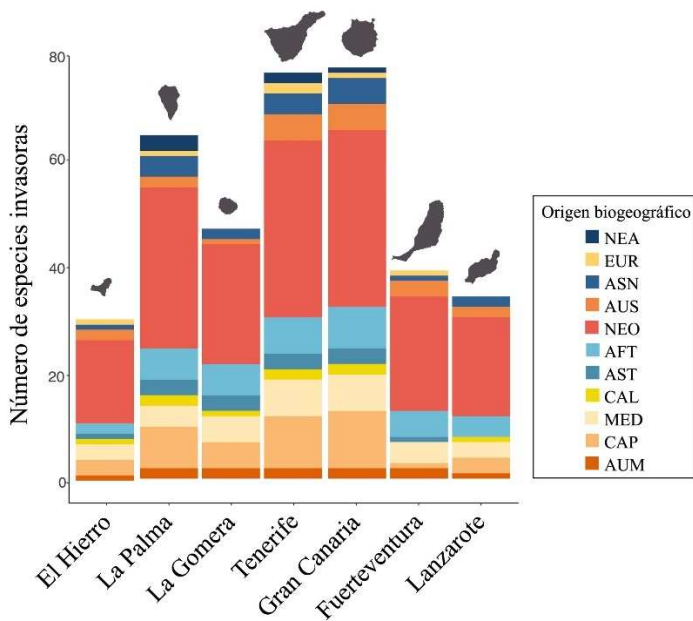 Número de especies invasoras
80
60
40
20
0
El Hierro
La Palma
La Gomera
Tenerife
Gran Canaria
Fuerteventura
Lanzarote
Origen biogeográfico
NEA
EUR
ASN
AUS
NEO
AFT
AST
CAL
MED
CAP
AUM